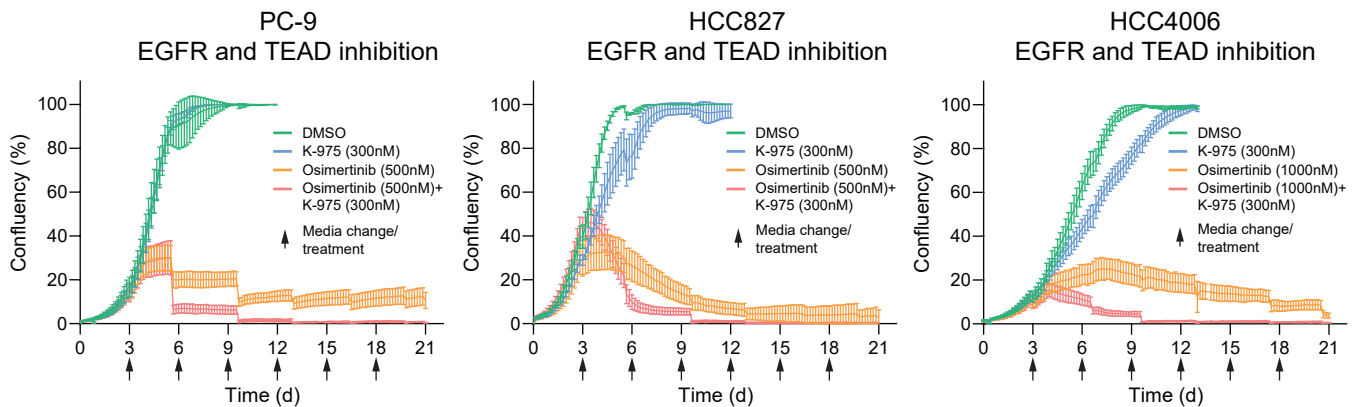 PC-9
EGFR and TEAD inhibition
Confluency (%)
100
80
60
40
20
0
DMSO
K-975 (300nM)
Osimertinib (500nM)
Osimertinib (500nM)+
K-975 (300nM)
Media change/
treatment
0 3 6 9 12 15 18 21
Time (d)
HCC827
EGFR and TEAD inhibition
Confluency (%)
100
80
60
40
20
0
DMSO
K-975 (300nM)
Osimertinib (500nM)
Osimertinib (500nM)+
K-975 (300nM)
Media change/
treatment
0 3 6 9 12 15 18 21
Time (d)
HCC4006
EGFR and TEAD inhibition
Confluency (%)
100
80
60
40
20
0
DMSO
K-975 (300nM)
Osimertinib (1000nM)
Osimertinib (1000nM)+
K-975 (300nM)
Media change/
treatment
0 3 6 9 12 15 18 21
Time (d)